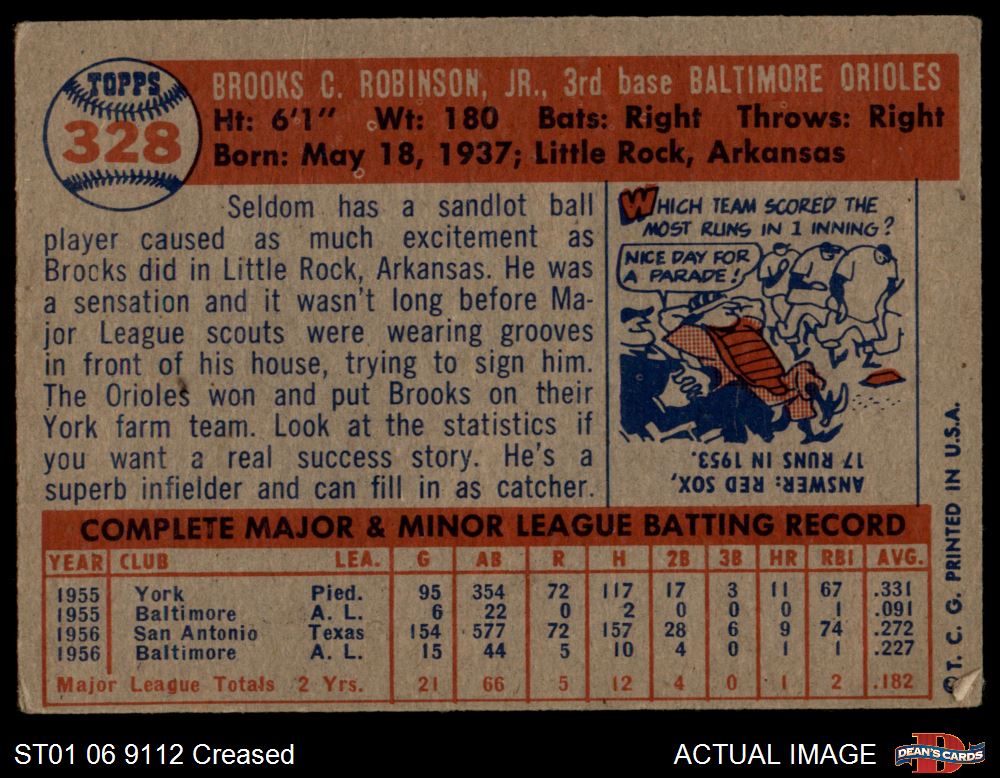 TOPPS
328
BROOKS C. ROBINSON, JR., 3rd base BALTIMORE ORIOLES
Ht: 6'1" Wt: 180 Bats: Right Throws: Right
Born: May 18, 1937; Little Rock, Arkansas
Seldom has a sandlot ball
player caused as much excitement as
Brooks did in Little Rock, Arkansas. He was
a sensation and it wasn't long before Ma-
jor League scouts were wearing grooves
in front of his house, trying to sign him.
The Orioles won and put Brooks on their
York farm team. Look at the statistics if
you want a real success story. He's a
superb infielder and can fill in as catcher.
WHICH TEAM SCORED THE
MOST RUNS IN 1 INNING?
NICE DAY FOR
A PARADE!
ANSWER: RED SOX,
17 RUNS IN 1953.
COMPLETE MAJOR & MINOR LEAGUE BATTING RECORD
YEAR CLUB LEA. G AB R H 2B 3B HR RBI AVG.
1955 York Pied. 95 354 72 117 17 3 11 67 .331
1955 Baltimore A. L. 6 22 0 2 0 0 0 1 .091
1956 San Antonio Texas 154 577 72 157 28 6 9 74 .272
1956 Baltimore A. L. 15 44 5 10 4 0 1 1 .227
Major League Totals 2 Yrs. 21 66 5 12 4 0 1 2 .182
© T. C. G. PRINTED IN U.S.A.
ST01 06 9112 Creased
ACTUAL IMAGE
DEAN'S CARDS